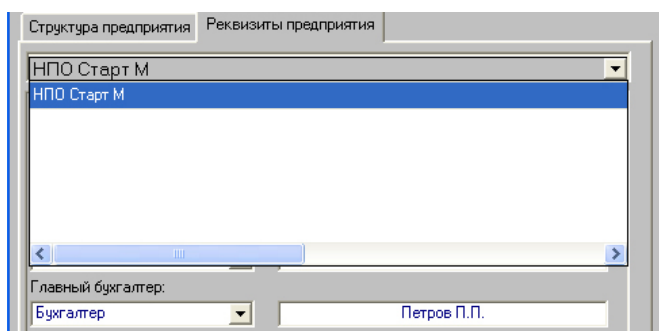 Структура предприятия Реквизиты предприятия
НПО Старт М
НПО Старт М
Главный бухгалтер:
Бухгалтер Петров П.П.